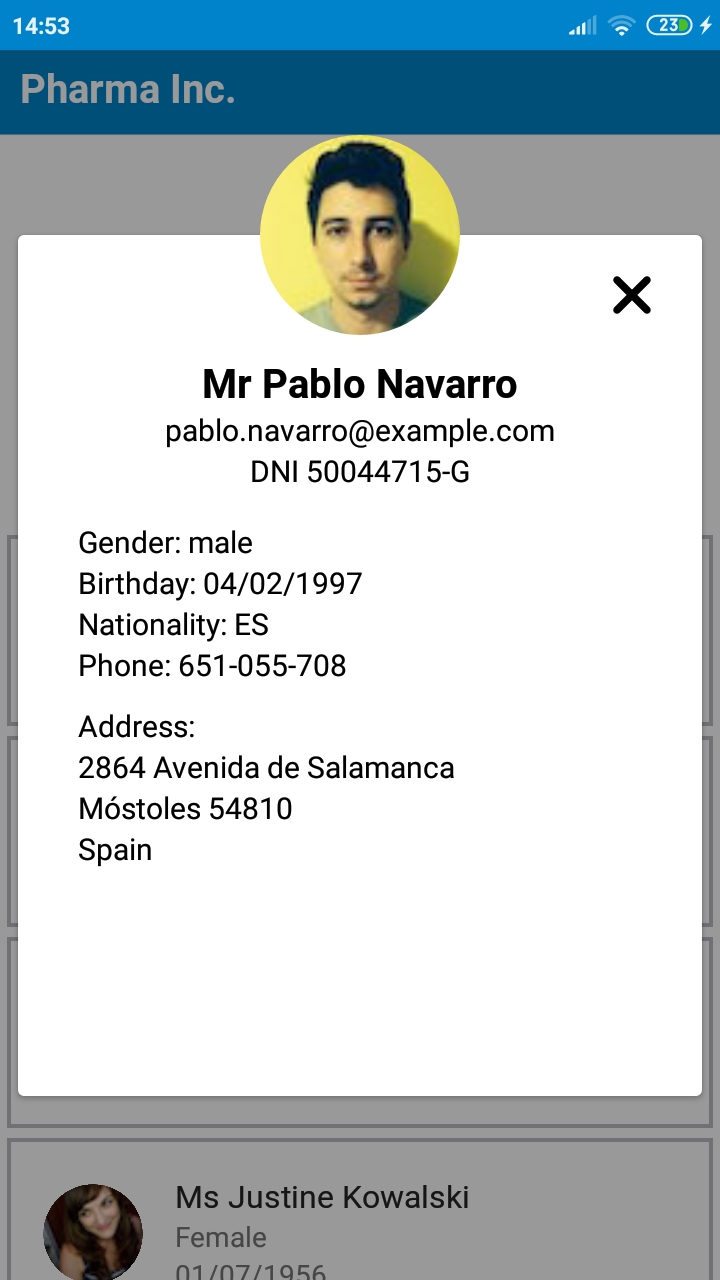 14:53
23
Pharma Inc.
Mr Pablo Navarro
pablo.navarro@example.com
DNI 50044715-G
Gender: male
Birthday: 04/02/1997
Nationality: ES
Phone: 651-055-708
Address:
2864 Avenida de Salamanca
Móstoles 54810
Spain
Ms Justine Kowalski
Female
01/07/1956